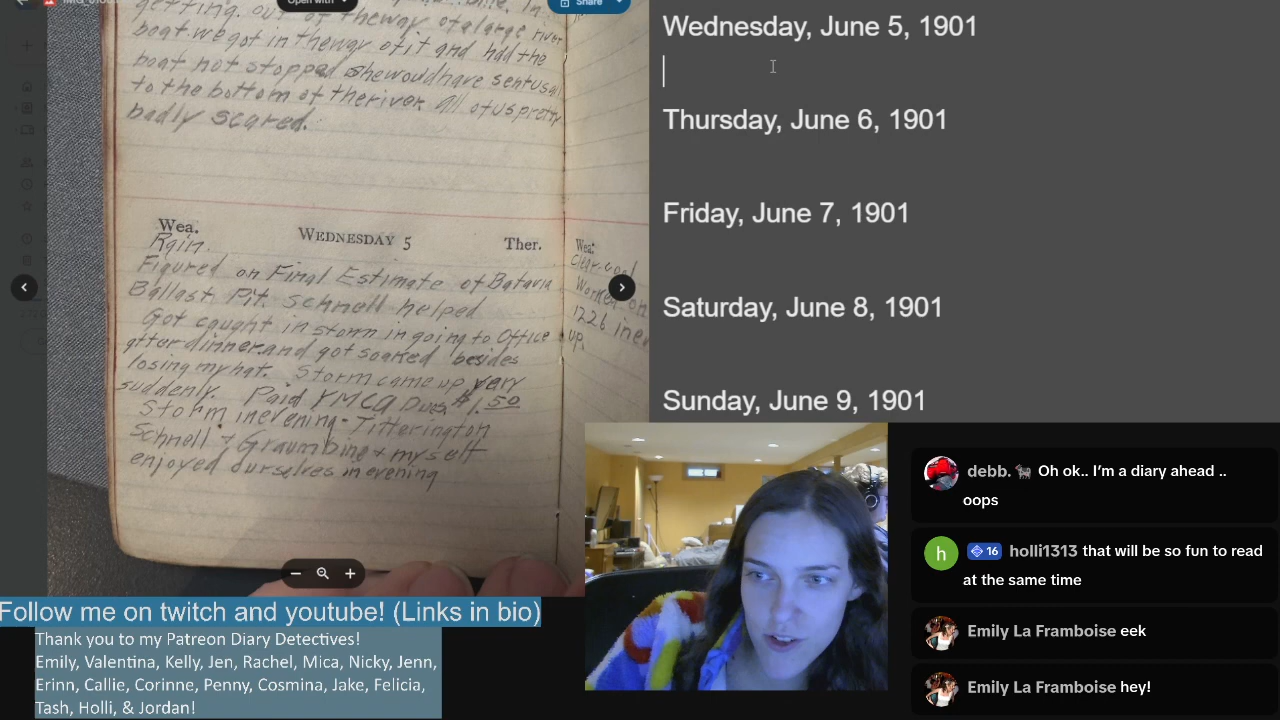 IMG_
Open with
Share
getting out of the way of a large river
boat we got in the way of it and had the
boat not stopped she would have sent us all
to the bottom of the river All of us pretty
badly scared.
Wea. WEDNESDAY 5 Ther.
Rain.
Figured on Final Estimate of Batavia
Ballast Pit. Schnell helped
Got caught in storm in going to Office
after dinner and got soaked besides
losing my hat. Storm came up very
suddenly. Paid YMCA Dues $1.50
Storm in evening - Titterington
Schnell + Graumbing + myself
enjoyed ourselves in evening
Wea.
Clear-cool
Worked on
1226
up.
Wednesday, June 5, 1901
Thursday, June 6, 1901
Friday, June 7, 1901
Saturday, June 8, 1901
Sunday, June 9, 1901
Follow me on twitch and youtube! (Links in bio)
Thank you to my Patreon Diary Detectives!
Emily, Valentina, Kelly, Jen, Rachel, Mica, Nicky, Jenn,
Erinn, Callie, Corinne, Penny, Cosmina, Jake, Felicia,
Tash, Holli, & Jordan!
debb. 🐈‍⬛ Oh ok.. I'm a diary ahead ..
oops
h 16 holli1313 that will be so fun to read
at the same time
Emily La Framboise eek
Emily La Framboise hey!